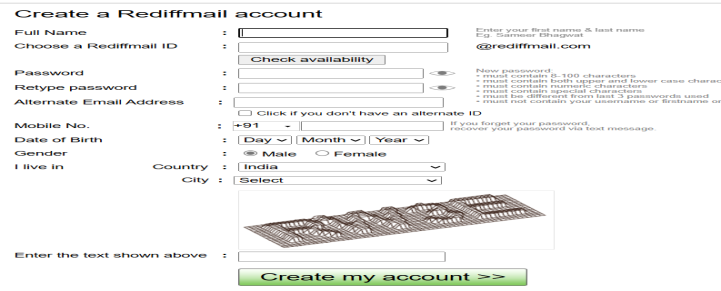 Create a Rediffmail account
Full Name :
Enter your first name & last name
Eg. Sameer Bhagwat
Choose a Rediffmail ID : @rediffmail.com
Check availability
Password :
New password:
• must contain 8-100 characters
• must contain both upper and lower case charac
• must contain numeric characters
• must contain special characters
• must be different from last 3 passwords used
• must not contain your username or firstname or
Retype password :
Alternate Email Address :
Click if you don't have an alternate ID
Mobile No. : +91
If you forget your password,
recover your password via text message.
Date of Birth : Day Month Year
Gender : Male Female
I live in Country : India
City : Select
Enter the text shown above :
Create my account >>